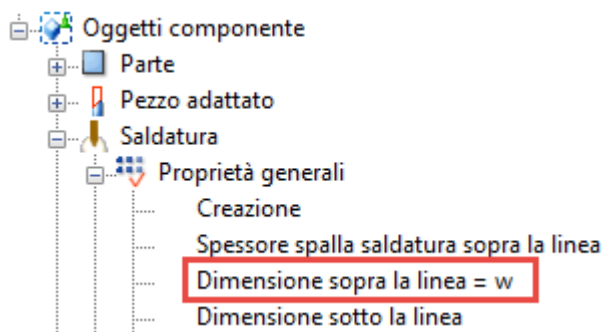 Oggetti componente
Parte
Pezzo adattato
Saldatura
Proprietà generali
Creazione
Spessore spalla saldatura sopra la linea
Dimensione sopra la linea = w
Dimensione sotto la linea